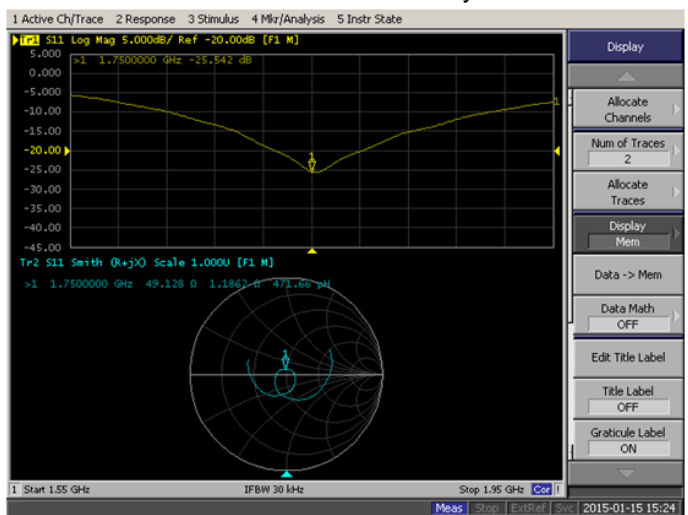 1 Active Ch/Trace 2 Response 3 Stimulus 4 Mkr/Analysis 5 Instr State
Tr1 S11 Log Mag 5.000dB/ Ref -20.00dB [F1 M]
5.000
>1 1.7500000 GHz -25.542 dB
0.000
-5.000
-10.00
-15.00
-20.00
-25.00
-35.00
-40.00
-45.00
1
1
Tr2 S11 Smith (R+jX) Scale 1.000U [F1 M]
>1 1.7500000 GHz 49.128 Ω 1.1862 Ω 471.66 pH
1
1 Start 1.55 GHz IFBW 30 kHz Stop 1.95 GHz Cor !
Meas Stop ExtRef Svc 2015-01-15 15:24
Display
Allocate
Channels
Num of Traces
2
Allocate
Traces
Display
Mem
Data -> Mem
Data Math
OFF
Edit Title Label
Title Label
OFF
Graticule Label
ON